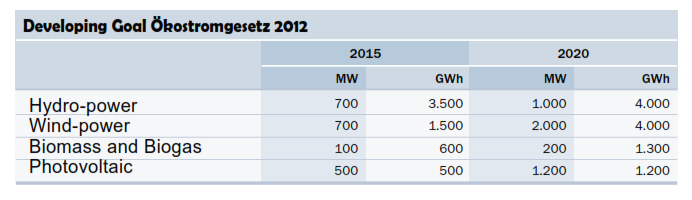 Developing Goal Ökostromgesetz 2012
2015 2020
MW GWh MW GWh
Hydro-power 700 3.500 1.000 4.000
Wind-power 700 1.500 2.000 4.000
Biomass and Biogas 100 600 200 1.300
Photovoltaic 500 500 1.200 1.200